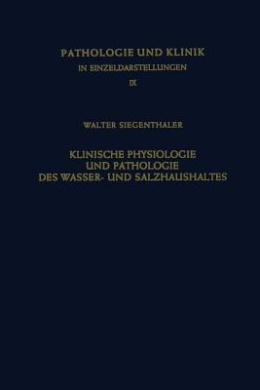 PATHOLOGIE UND KLINIK
IN EINZELDARSTELLUNGEN
IX
WALTER SIEGENTHALER
KLINISCHE PHYSIOLOGIE
UND PATHOLOGIE
DES WASSER- UND SALZHAUSHALTES